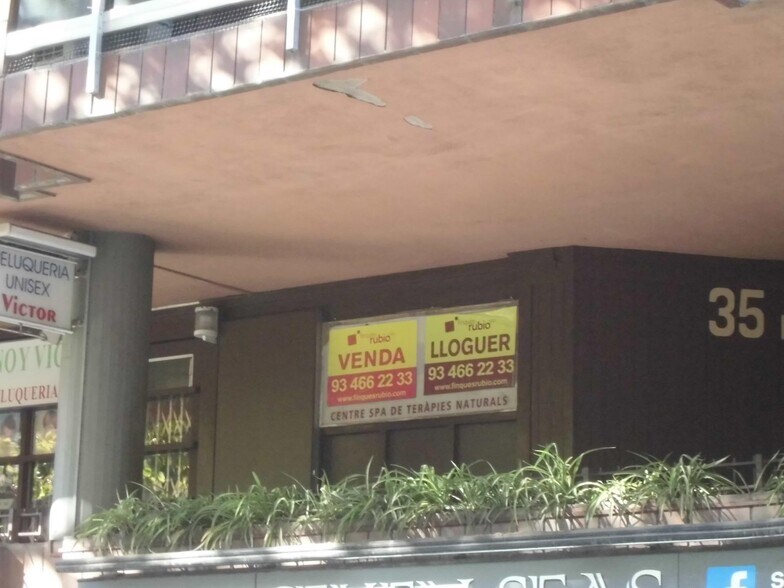 ELUQUERIA
UNISEX
VICTOR
ELUQUERIA
rubio
VENDA
93 466 22 33
www.finquesrubio.com
rubio
LLOGUER
93 466 22 33
www.finquesrubio.com
CENTRE SPA DE TERÀPIES NATURALS
35
f